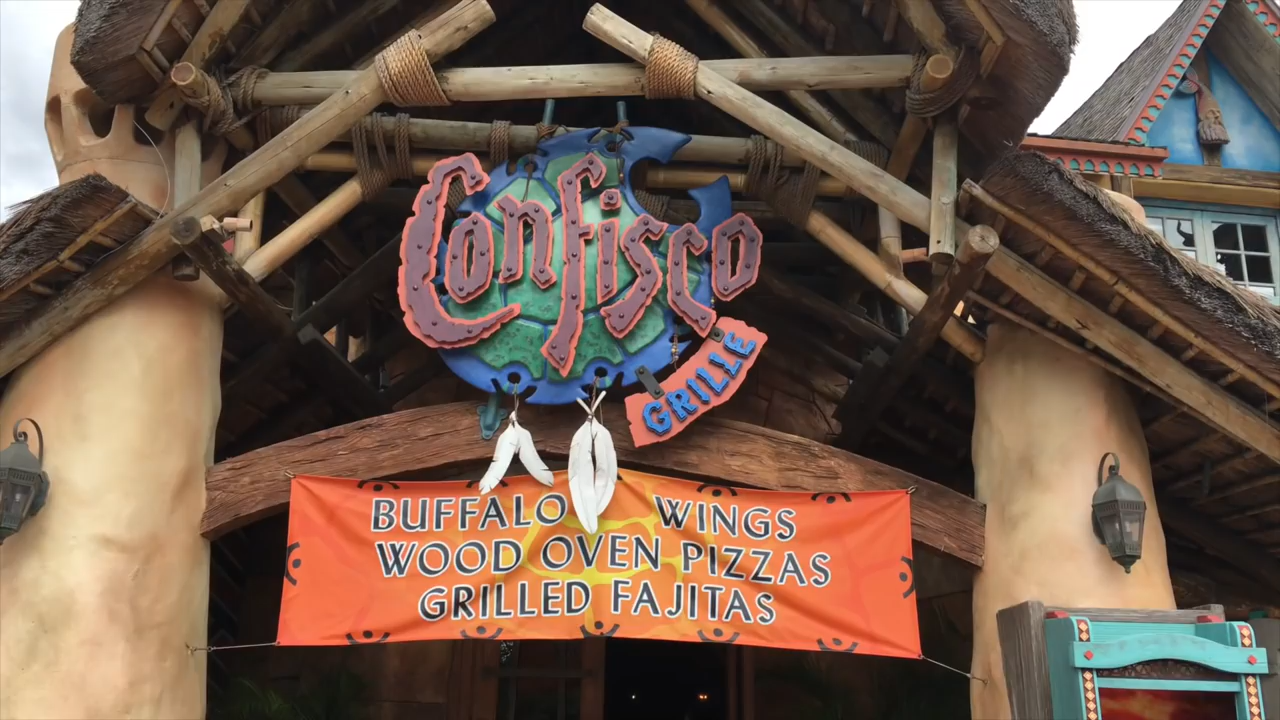 Confisco
GRILLE
BUFFALO WINGS
WOOD OVEN PIZZAS
GRILLED FAJITAS